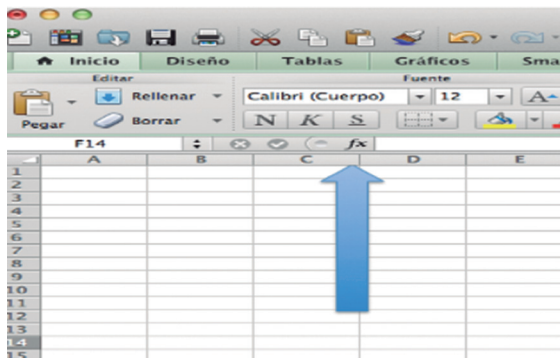 Inicio Diseño Tablas Gráficos Sma
Editar Fuente
Rellenar Calibri (Cuerpo) 12 A
Pegar Borrar N K S
F14 fx
A B C D E
1
2
3
4
5
6
7
8
9
10
11
12
13
14
15